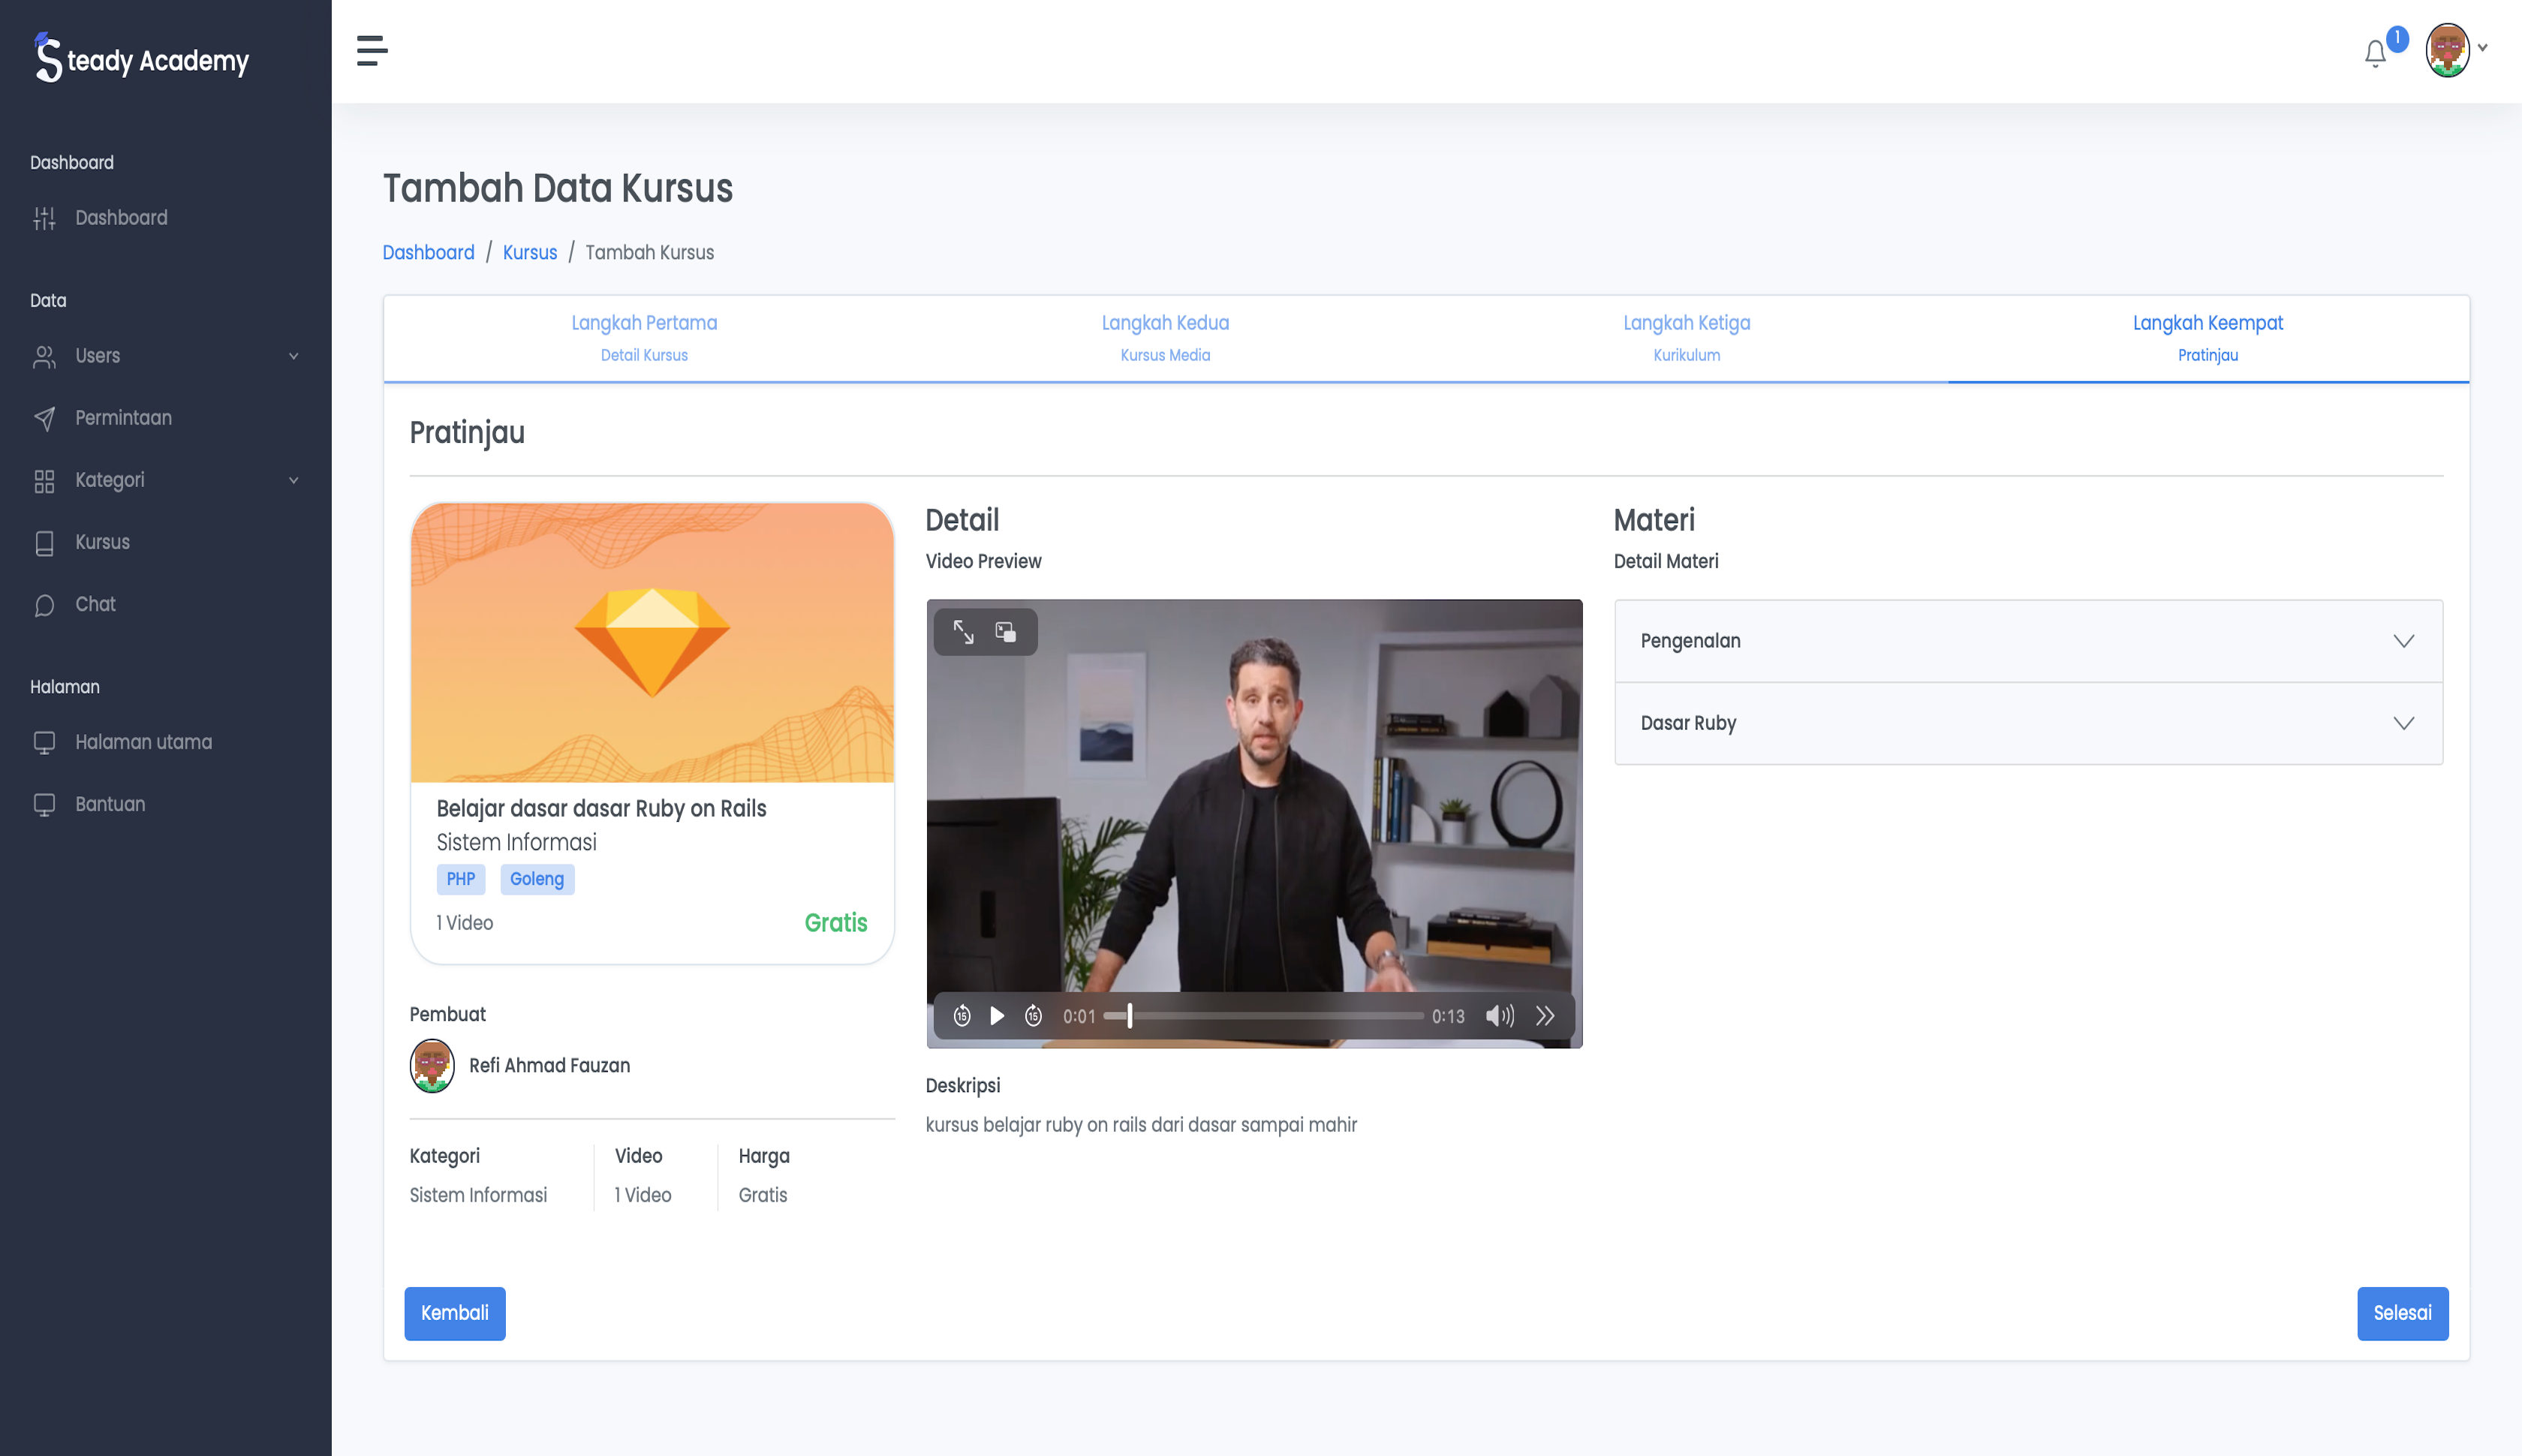 Steady Academy
1
Dashboard
Dashboard
Data
Users
Permintaan
Kategori
Kursus
Chat
Halaman
Halaman utama
Bantuan
Tambah Data Kursus
Dashboard / Kursus / Tambah Kursus
Langkah Pertama
Detail Kursus
Langkah Kedua
Kursus Media
Langkah Ketiga
Kurikulum
Langkah Keempat
Pratinjau
Pratinjau
Belajar dasar dasar Ruby on Rails
Sistem Informasi
PHP Goleng
1 Video Gratis
Pembuat
Refi Ahmad Fauzan
Kategori Video Harga
Sistem Informasi 1 Video Gratis
Detail
Video Preview
15 15 0:01 0:13
Deskripsi
kursus belajar ruby on rails dari dasar sampai mahir
Materi
Detail Materi
Pengenalan
Dasar Ruby
Kembali Selesai